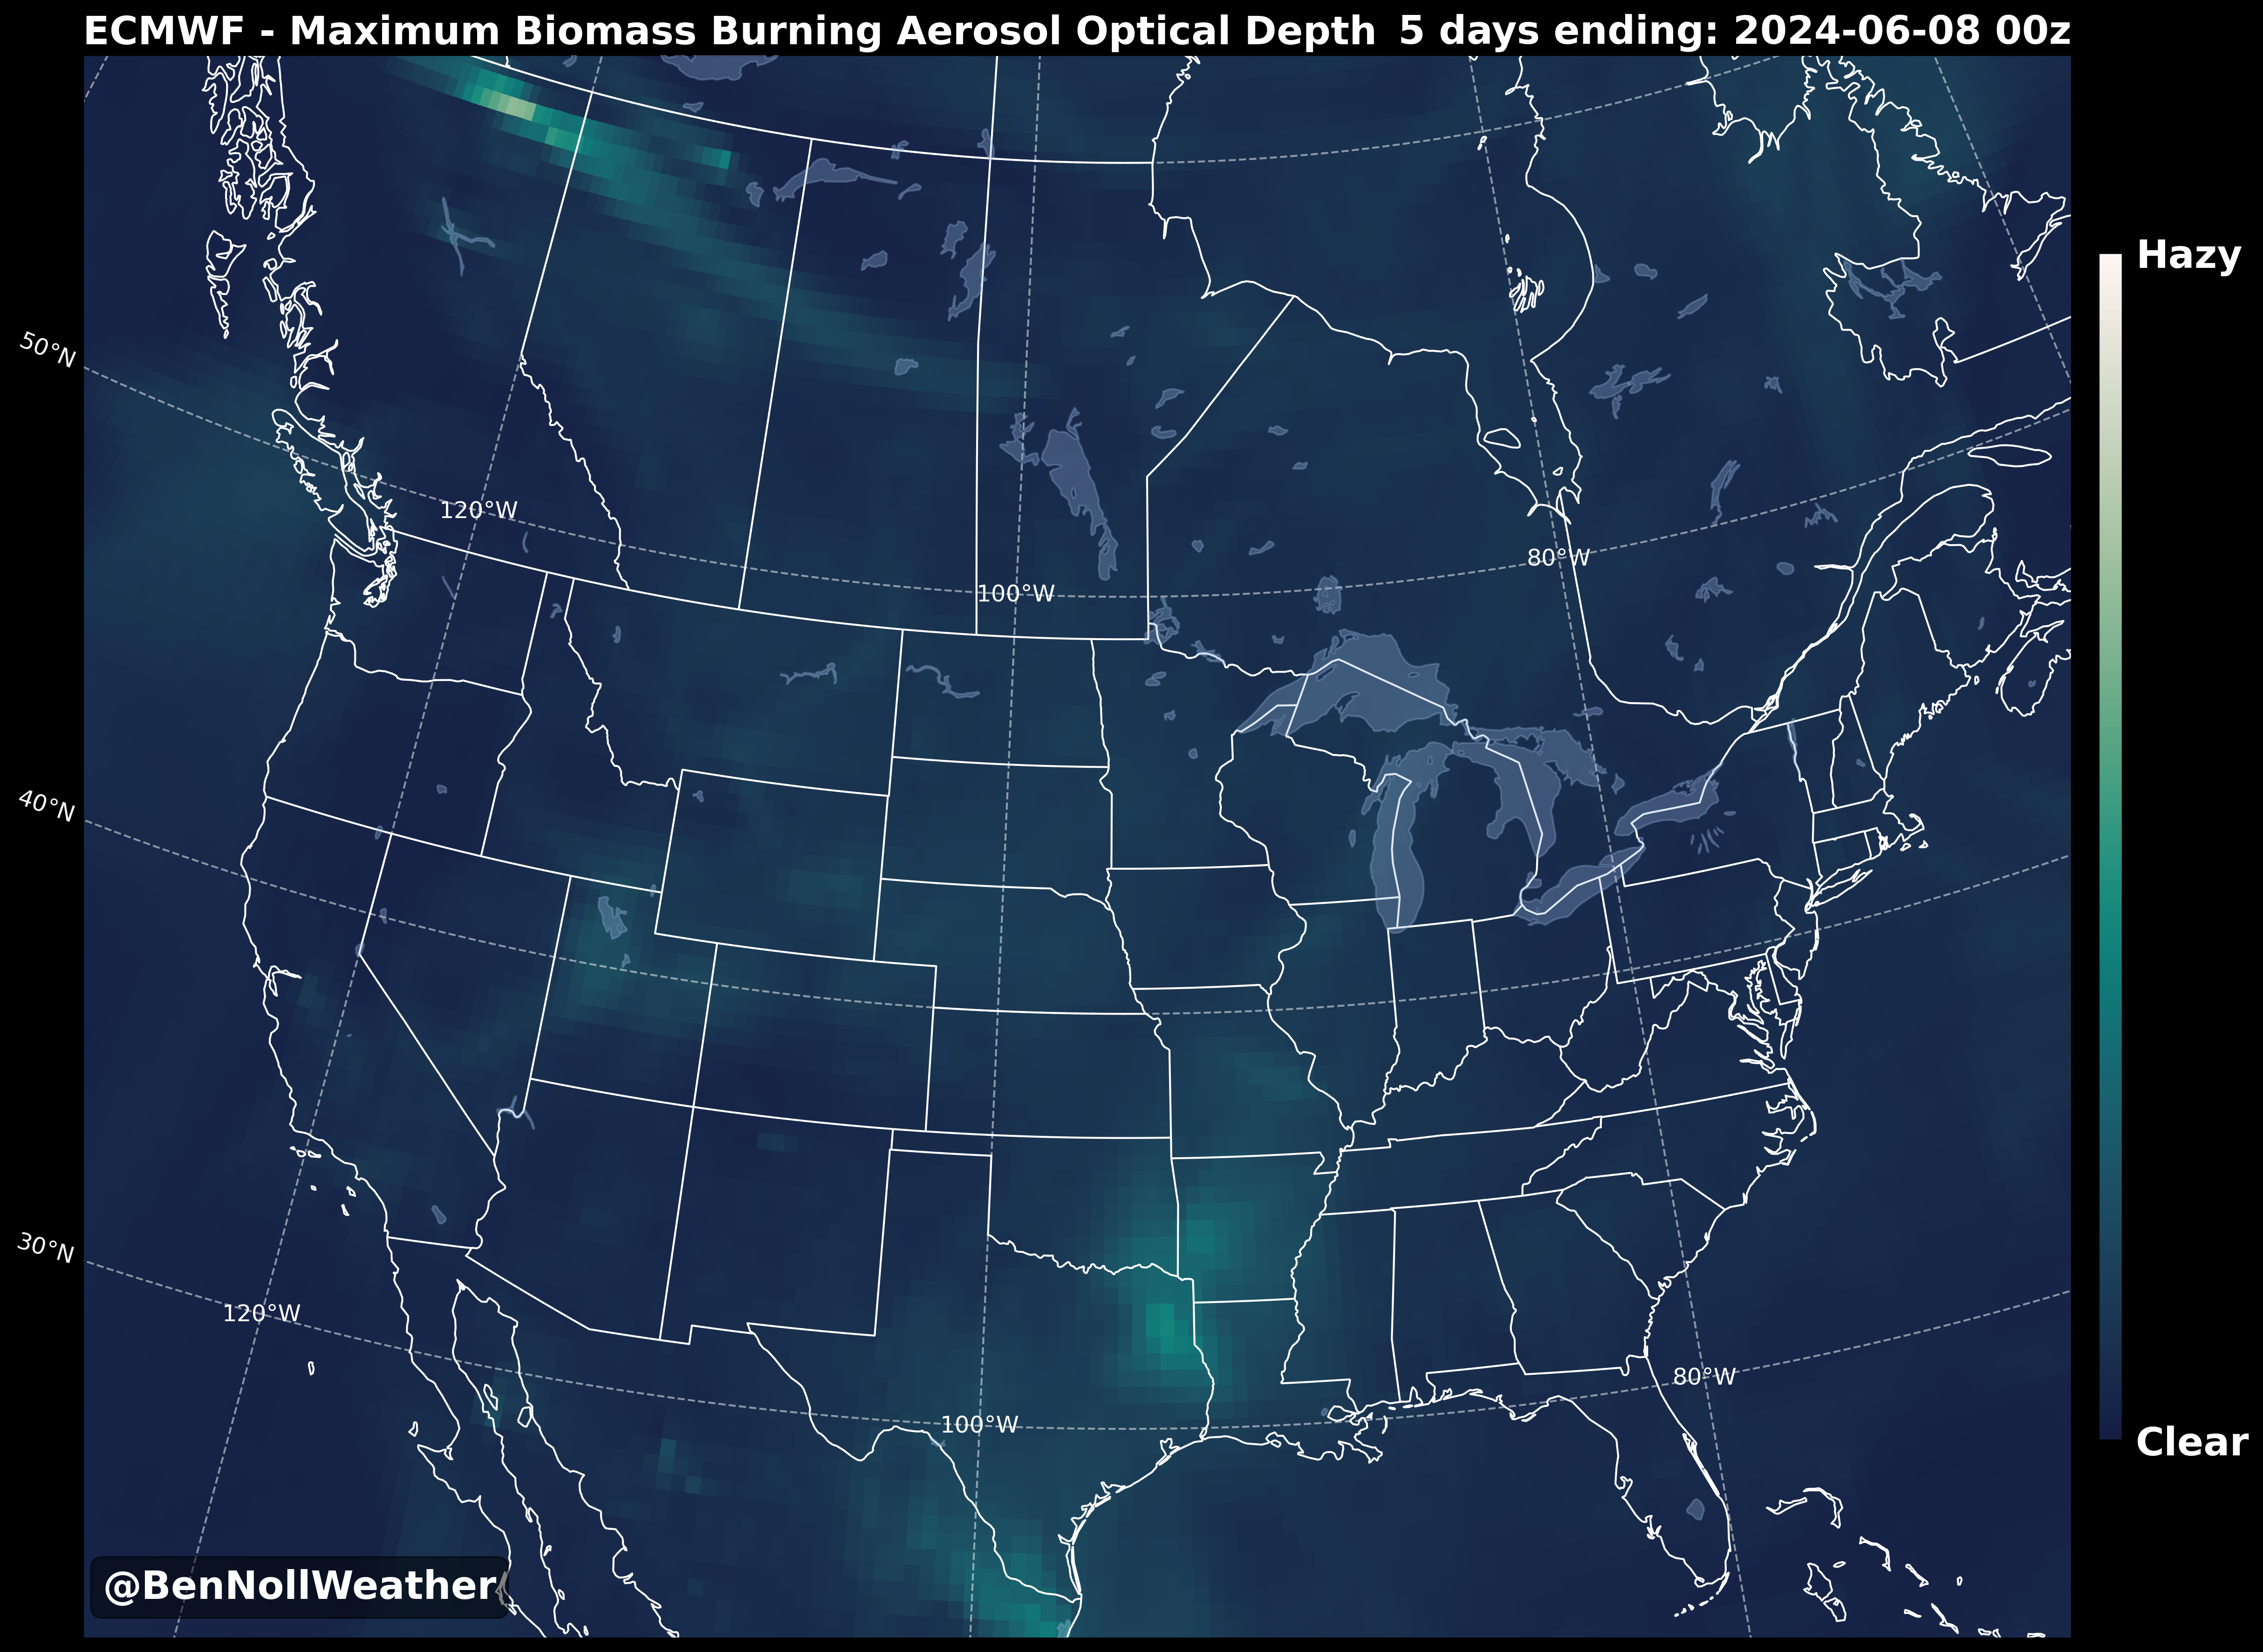 ECMWF - Maximum Biomass Burning Aerosol Optical Depth 5 days ending: 2024-06-08 00z
Hazy
50°N
120°W
80°W
100°W
40°N
30°N
120°W
80°W
100°W
Clear
@BenNollWeather